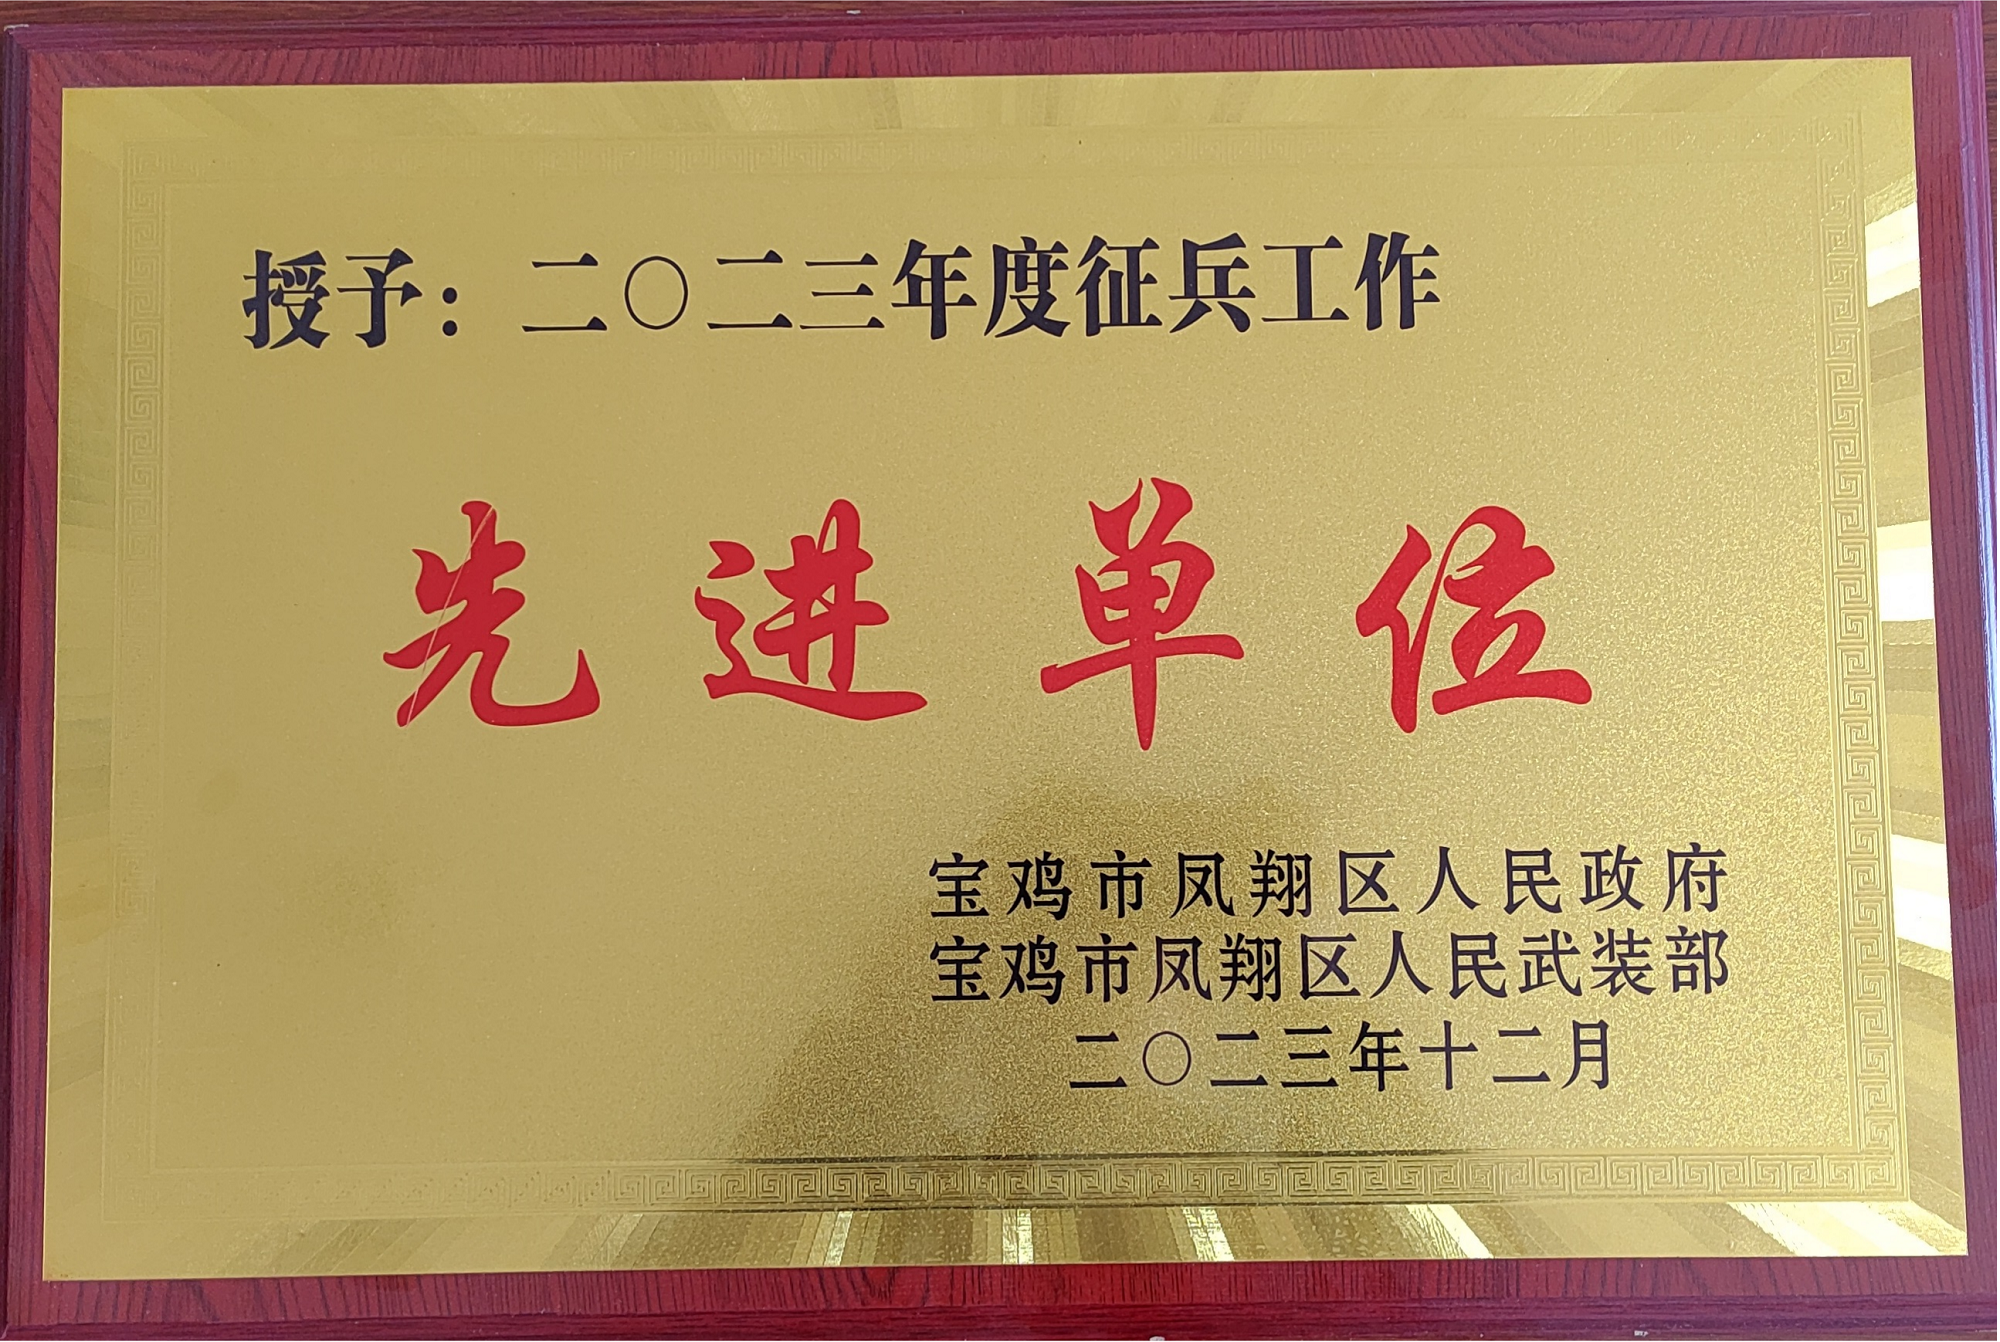 授予：二〇二三年度征兵工作
先进单位
宝鸡市凤翔区人民政府
宝鸡市凤翔区人民武装部
二〇二三年十二月